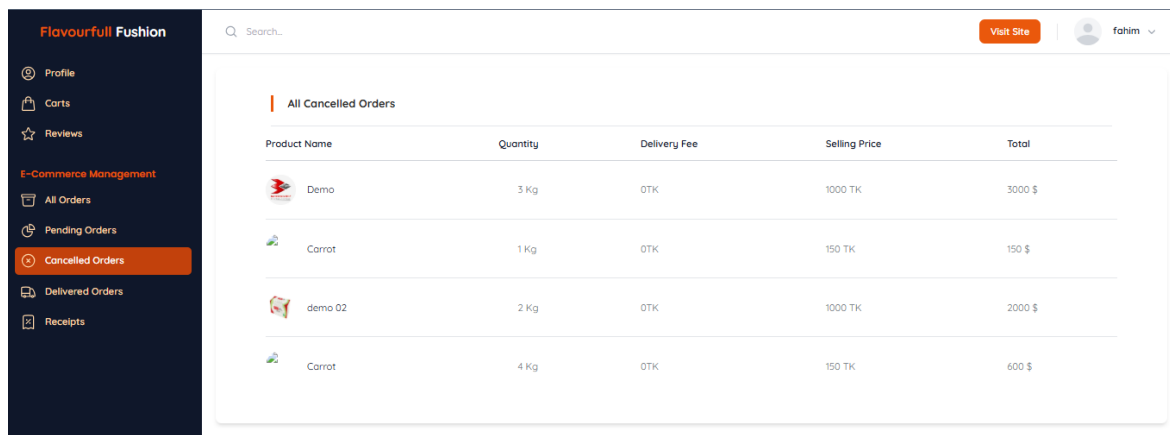 Flavourfull Fushion
Search...
Visit Site
fahim
Profile
Carts
Reviews
E-Commerce Management
All Orders
Pending Orders
Cancelled Orders
Delivered Orders
Receipts
All Cancelled Orders
Product Name Quantity Delivery Fee Selling Price Total
Demo 3 Kg 0TK 1000 TK 3000 $
Carrot 1 Kg 0TK 150 TK 150 $
demo 02 2 Kg 0TK 1000 TK 2000 $
Carrot 4 Kg 0TK 150 TK 600 $